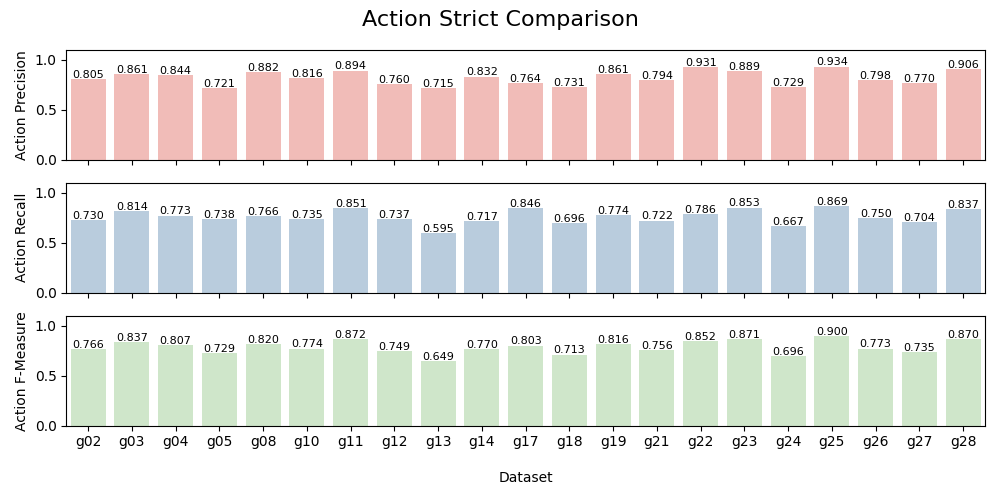 Action Strict Comparison
Action Precision
1.0
0.5
0.0
0.805 0.861 0.844 0.721 0.882 0.816 0.894 0.760 0.715 0.832 0.764 0.731 0.861 0.794 0.931 0.889 0.729 0.934 0.798 0.770 0.906
Action Recall
1.0
0.5
0.0
0.730 0.814 0.773 0.738 0.766 0.735 0.851 0.737 0.595 0.717 0.846 0.696 0.774 0.722 0.786 0.853 0.667 0.869 0.750 0.704 0.837
Action F-Measure
1.0
0.5
0.0
0.766 0.837 0.807 0.729 0.820 0.774 0.872 0.749 0.649 0.770 0.803 0.713 0.816 0.756 0.852 0.871 0.696 0.900 0.773 0.735 0.870
g02 g03 g04 g05 g08 g10 g11 g12 g13 g14 g17 g18 g19 g21 g22 g23 g24 g25 g26 g27 g28
Dataset